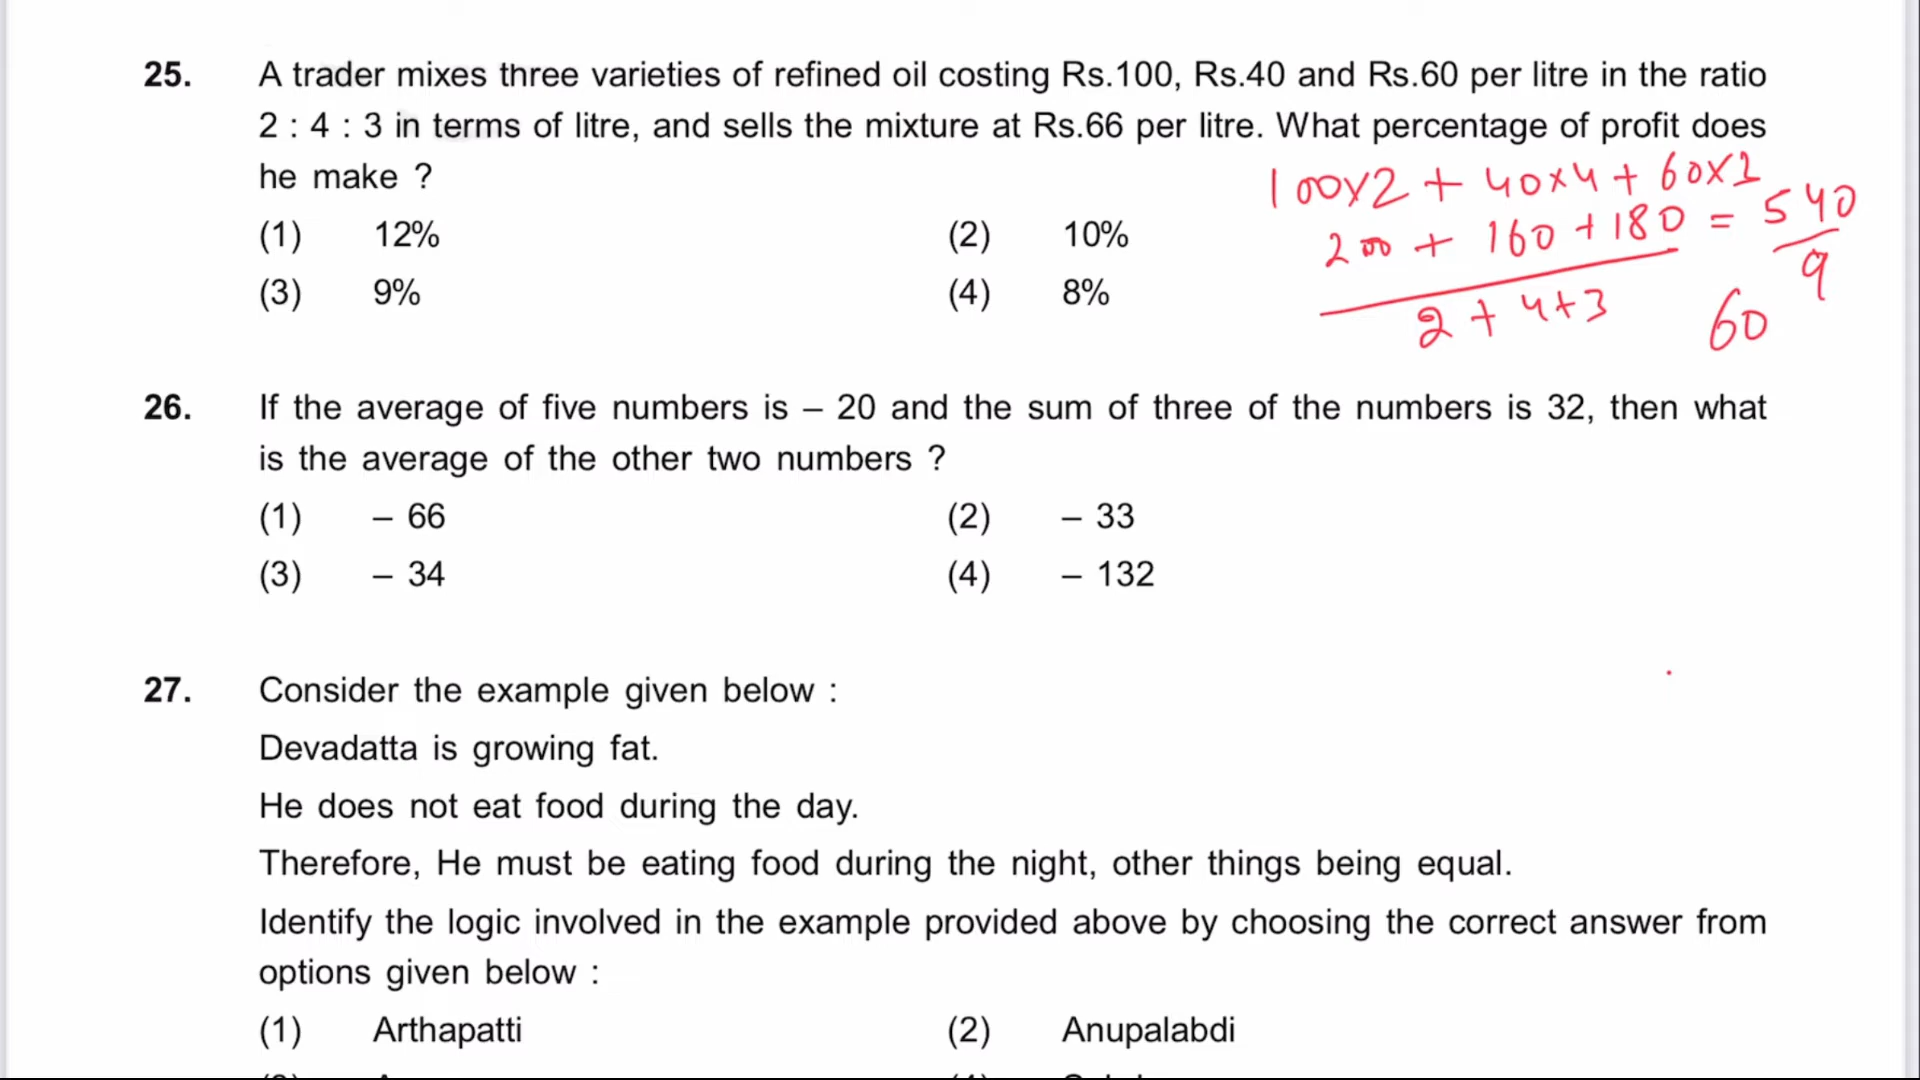 25. A trader mixes three varieties of refined oil costing Rs.100, Rs.40 and Rs.60 per litre in the ratio
2 : 4 : 3 in terms of litre, and sells the mixture at Rs.66 per litre. What percentage of profit does
he make ?
100x2 + 40x4 + 60x3
(1) 12% (2) 10%
200 + 160 + 180 = 540
2 + 4 + 3 9
(3) 9% (4) 8%
60
26. If the average of five numbers is – 20 and the sum of three of the numbers is 32, then what
is the average of the other two numbers ?
(1) – 66 (2) – 33
(3) – 34 (4) – 132
27. Consider the example given below :
Devadatta is growing fat.
He does not eat food during the day.
Therefore, He must be eating food during the night, other things being equal.
Identify the logic involved in the example provided above by choosing the correct answer from
options given below :
(1) Arthapatti (2) Anupalabdi